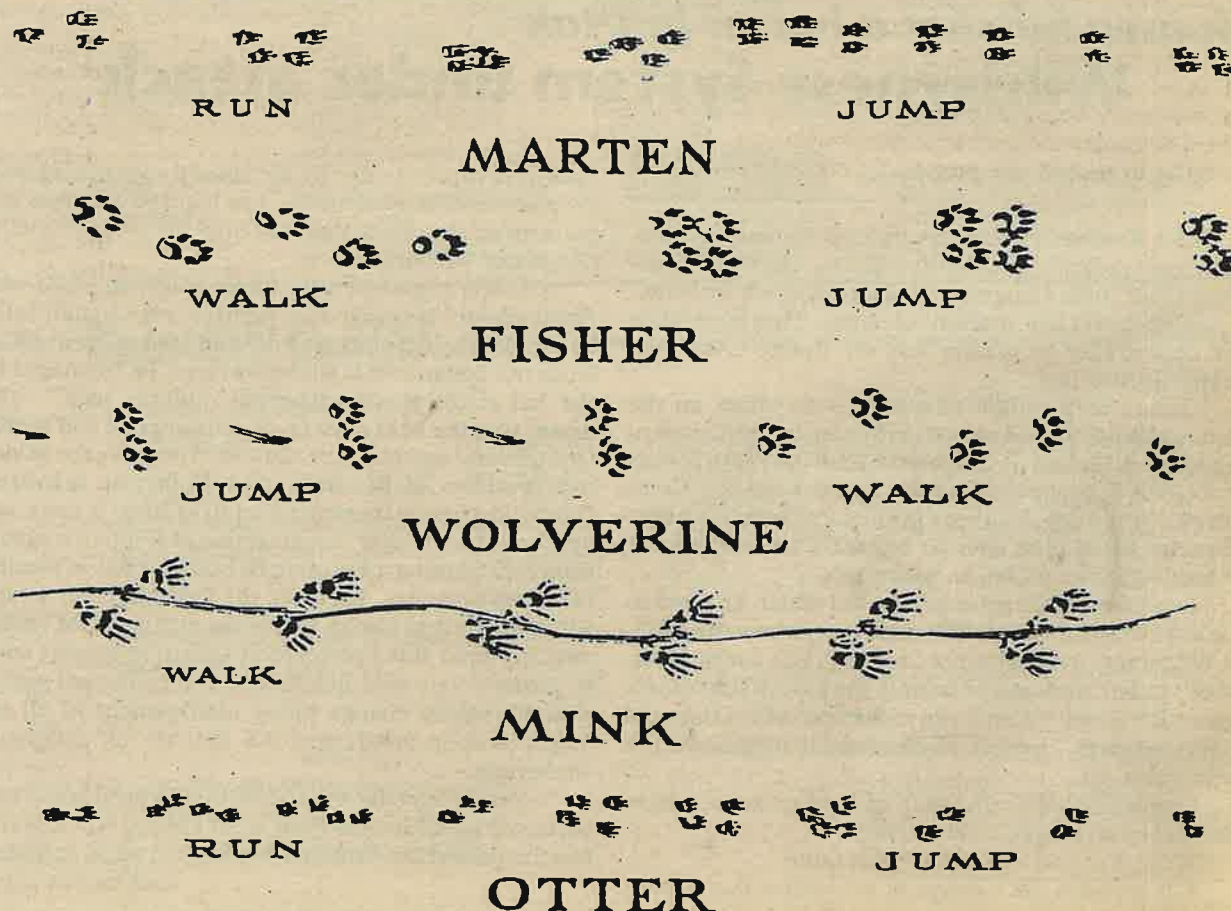 RUN JUMP
MARTEN
WALK JUMP
FISHER
JUMP WALK
WOLVERINE
WALK
MINK
RUN JUMP
OTTER